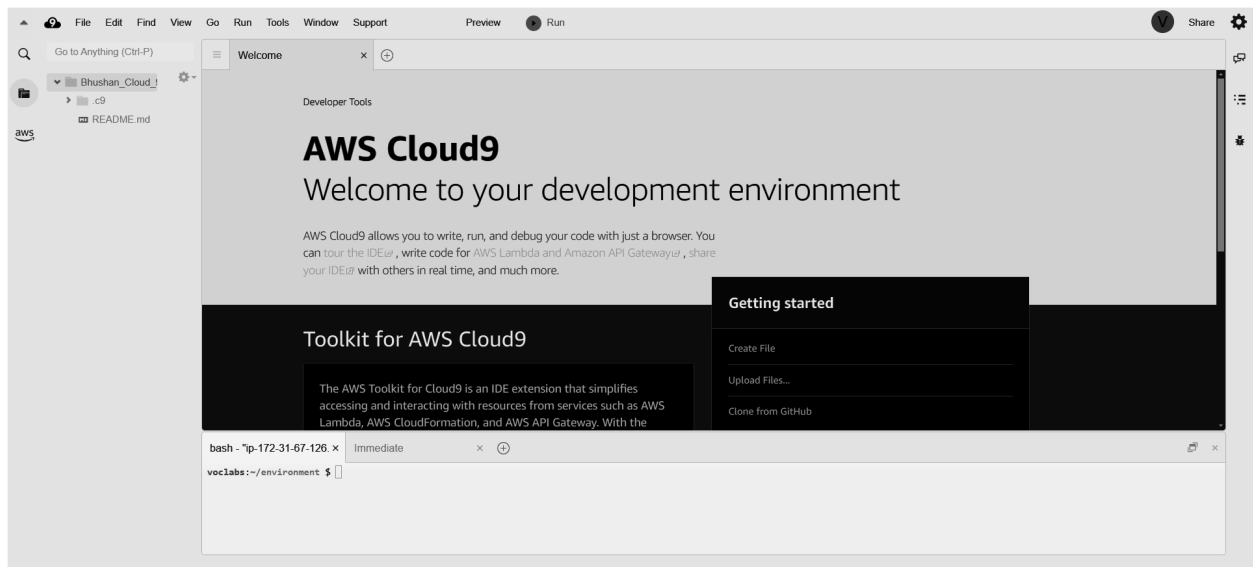 File Edit Find View Go Run Tools Window Support Preview Run V Share
Go to Anything (Ctrl-P)
Bhushan_Cloud_
.c9
README.md
aws
Welcome
Developer Tools
AWS Cloud9
Welcome to your development environment
AWS Cloud9 allows you to write, run, and debug your code with just a browser. You
can tour the IDE , write code for AWS Lambda and Amazon API Gateway , share
your IDE with others in real time, and much more.
Getting started
Create File
Upload Files...
Clone from GitHub
Toolkit for AWS Cloud9
The AWS Toolkit for Cloud9 is an IDE extension that simplifies
accessing and interacting with resources from services such as AWS
Lambda, AWS CloudFormation, and AWS API Gateway. With the
bash - "ip-172-31-67-126. × Immediate ×
voclabs:~/environment $